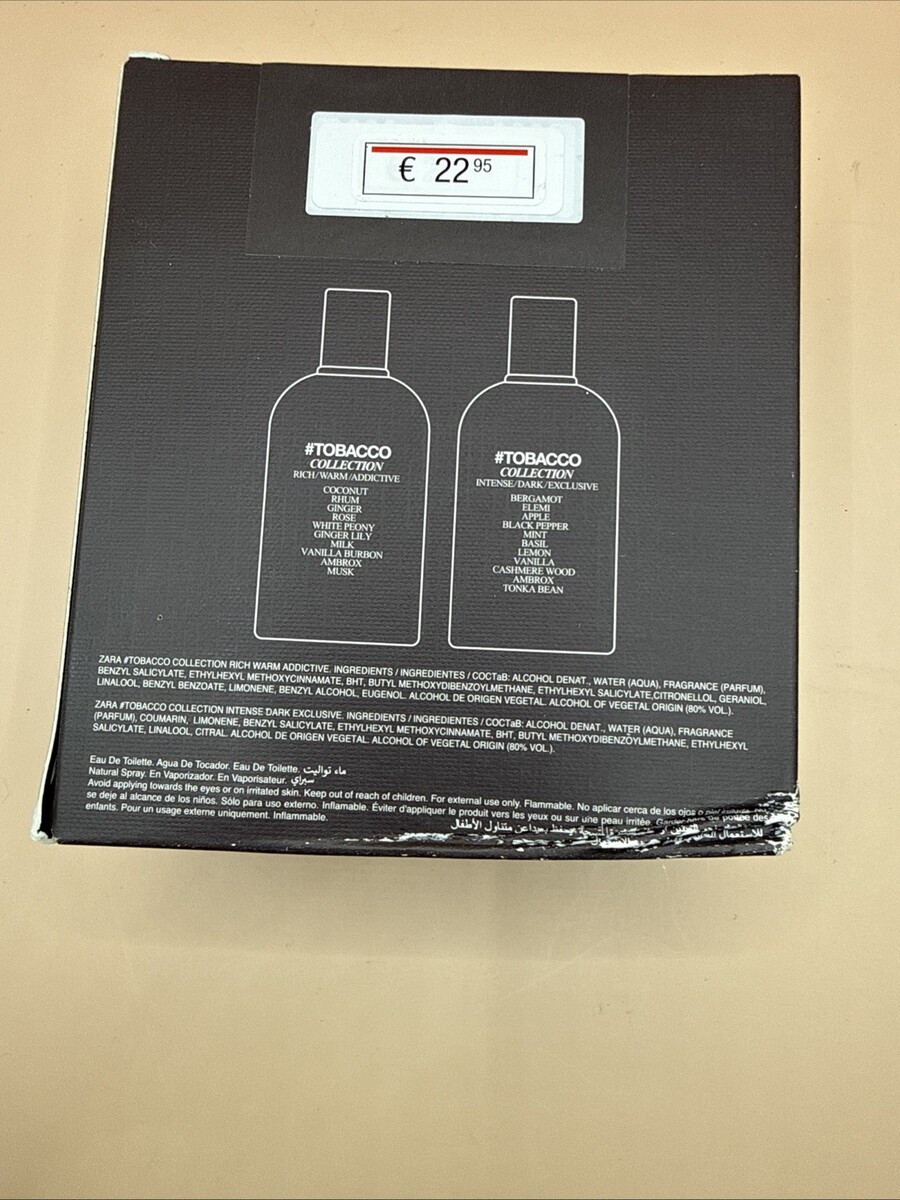 € 22 95
#TOBACCO
COLLECTION
RICH/WARM/ADDICTIVE
COCONUT
RHUM
GINGER
ROSE
WHITE PEONY
GINGER LILY
MILK
VANILLA BURBON
AMBROX
MUSK
#TOBACCO
COLLECTION
INTENSE/DARK/EXCLUSIVE
BERGAMOT
ELEMI
APPLE
BLACK PEPPER
MINT
BASIL
LEMON
VANILLA
CASHMERE WOOD
AMBROX
TONKA BEAN
ZARA #TOBACCO COLLECTION RICH WARM ADDICTIVE. INGREDIENTS / INGREDIENTES / COCTaB: ALCOHOL DENAT., WATER (AQUA), FRAGRANCE (PARFUM),
BENZYL SALICYLATE, ETHYLHEXYL METHOXYCINNAMATE, BHT, BUTYL METHOXYDIBENZOYLMETHANE, ETHYLHEXYL SALICYLATE,CITRONELLOL, GERANIOL,
LINALOOL, BENZYL BENZOATE, LIMONENE, BENZYL ALCOHOL, EUGENOL. ALCOHOL DE ORIGEN VEGETAL. ALCOHOL OF VEGETAL ORIGIN (80% VOL.).
ZARA #TOBACCO COLLECTION INTENSE DARK EXCLUSIVE. INGREDIENTS / INGREDIENTES / COCTaB: ALCOHOL DENAT., WATER (AQUA), FRAGRANCE
(PARFUM), COUMARIN, LIMONENE, BENZYL SALICYLATE, ETHYLHEXYL METHOXYCINNAMATE, BHT, BUTYL METHOXYDIBENZOYLMETHANE, ETHYLHEXYL
SALICYLATE, LINALOOL, CITRAL. ALCOHOL DE ORIGEN VEGETAL. ALCOHOL OF VEGETAL ORIGIN (80% VOL.).
Eau De Toilette. Agua De Tocador. Eau De Toilette. ماء تواليت
Natural Spray. En Vaporizador. En Vaporisateur. سبراي
Avoid applying towards the eyes or on irritated skin. Keep out of reach of children. For external use only. Flammable. No aplicar cerca de los ojos o piel
se deje al alcance de los niños. Sólo para uso externo. Inflamable. Éviter d'appliquer le produit vers les yeux ou sur une peau irritée. Garder des
enfants. Pour un usage externe uniquement. Inflammable.
يحفظ بعيدا عن متناول الأطفال